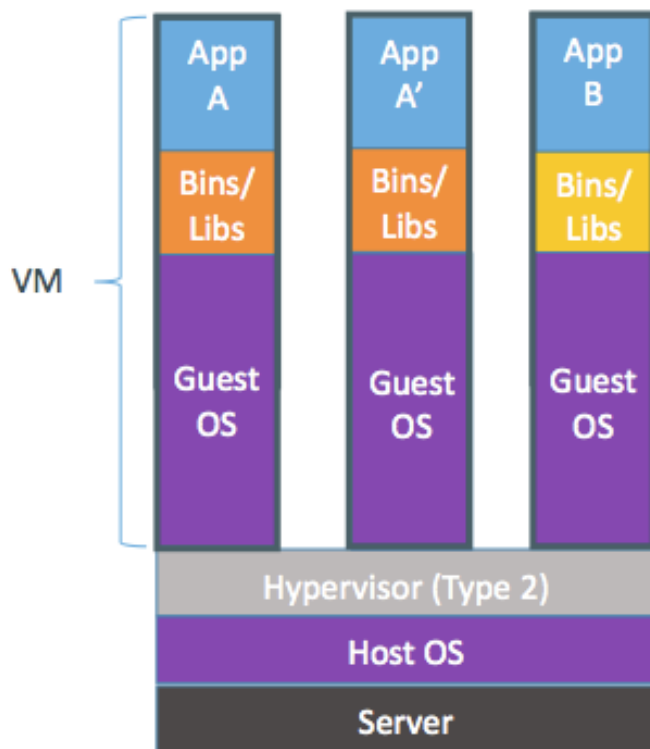 App
A
App
A’
App
B
Bins/
Libs
Bins/
Libs
Bins/
Libs
VM
Guest
OS
Guest
OS
Guest
OS
Hypervisor (Type 2)
Host OS
Server